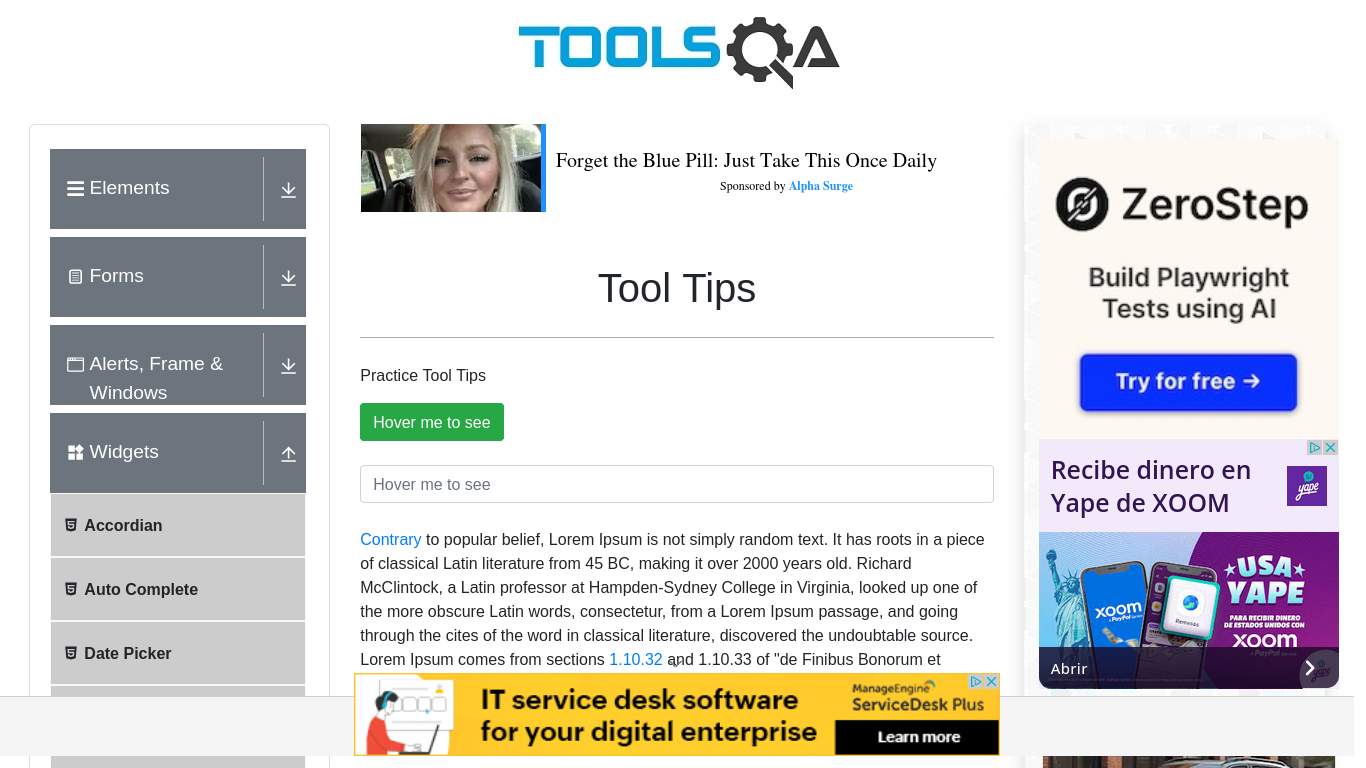 TOOLSQA
Elements
Forms
Alerts, Frame &
Windows
Widgets
Accordian
Auto Complete
Date Picker
Forget the Blue Pill: Just Take This Once Daily
Sponsored by Alpha Surge
Tool Tips
Practice Tool Tips
Hover me to see
Hover me to see
Contrary to popular belief, Lorem Ipsum is not simply random text. It has roots in a piece
of classical Latin literature from 45 BC, making it over 2000 years old. Richard
McClintock, a Latin professor at Hampden-Sydney College in Virginia, looked up one of
the more obscure Latin words, consectetur, from a Lorem Ipsum passage, and going
through the cites of the word in classical literature, discovered the undoubtable source.
Lorem Ipsum comes from sections 1.10.32 and 1.10.33 of "de Finibus Bonorum et
IT service desk software
for your digital enterprise
ManageEngine
ServiceDesk Plus
Learn more
ZeroStep
Build Playwright
Tests using AI
Try for free →
Recibe dinero en
Yape de XOOM
yape
xoom
Remesas
USA
YAPE
PARA RECIBIR DINERO
DE ESTADOS UNIDOS CON
xoom
a PayPal Service
Abrir